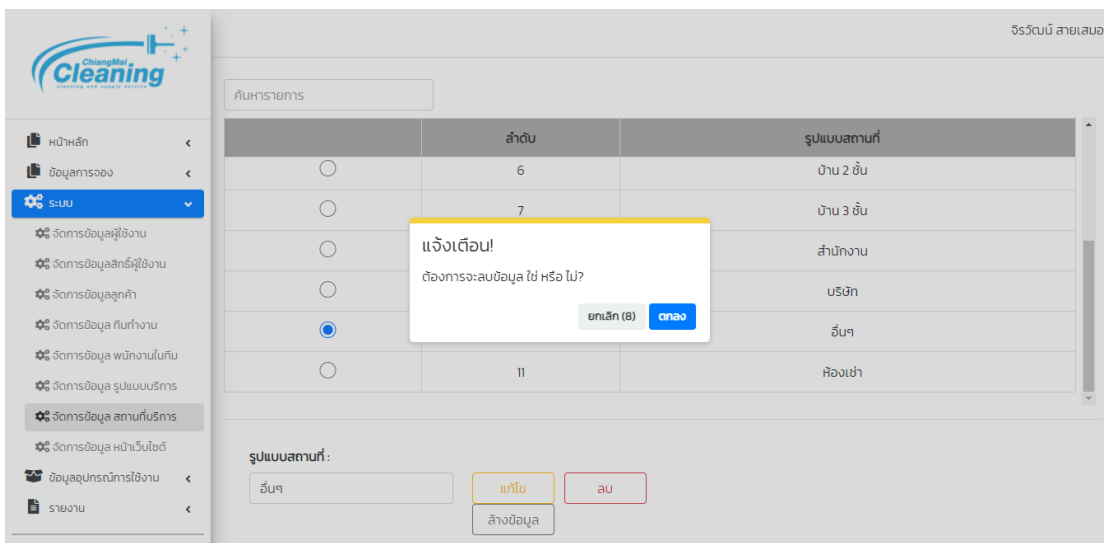 จิรวัฒน์ สายเสมอ
ChiangMai
Cleaning
cleaning and supply service
ค้นหารายการ
ลำดับ รูปแบบสถานที่
6 บ้าน 2 ชั้น
7 บ้าน 3 ชั้น
สำนักงาน
บริษัท
อื่นๆ
11 ห้องเช่า
แจ้งเตือน!
ต้องการจะลบข้อมูล ใช่ หรือ ไม่?
ยกเลิก (8) ตกลง
หน้าหลัก
ข้อมูลการจอง
ระบบ
จัดการข้อมูลผู้ใช้งาน
จัดการข้อมูลสิทธิ์ผู้ใช้งาน
จัดการข้อมูลลูกค้า
จัดการข้อมูล ทีมทำงาน
จัดการข้อมูล พนักงานในทีม
จัดการข้อมูล รูปแบบบริการ
จัดการข้อมูล สถานที่บริการ
จัดการข้อมูล หน้าเว็บไซต์
ข้อมูลอุปกรณ์การใช้งาน
รายงาน
รูปแบบสถานที่ :
อื่นๆ แก้ไข ลบ
ล้างข้อมูล